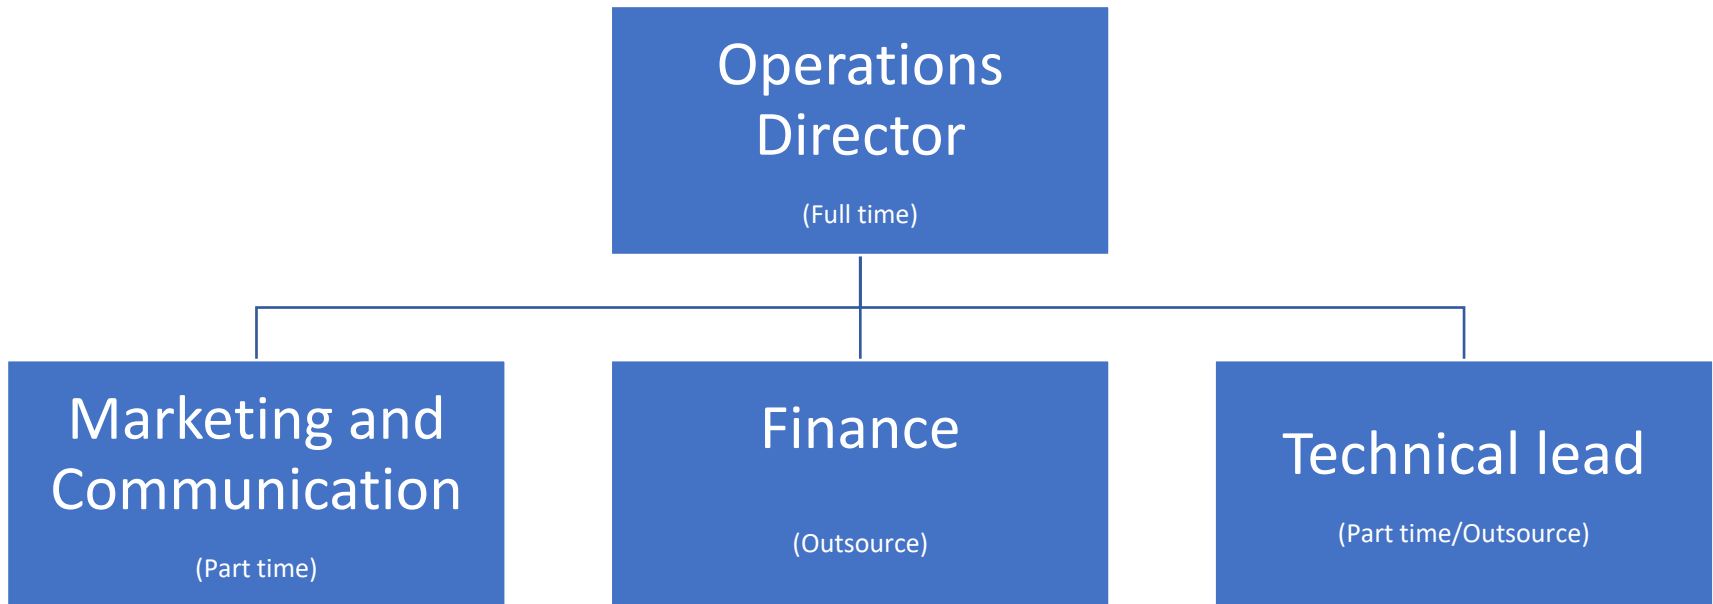 Operations
Director
(Full time)
Marketing and
Communication
(Part time)
Finance
(Outsource)
Technical lead
(Part time/Outsource)